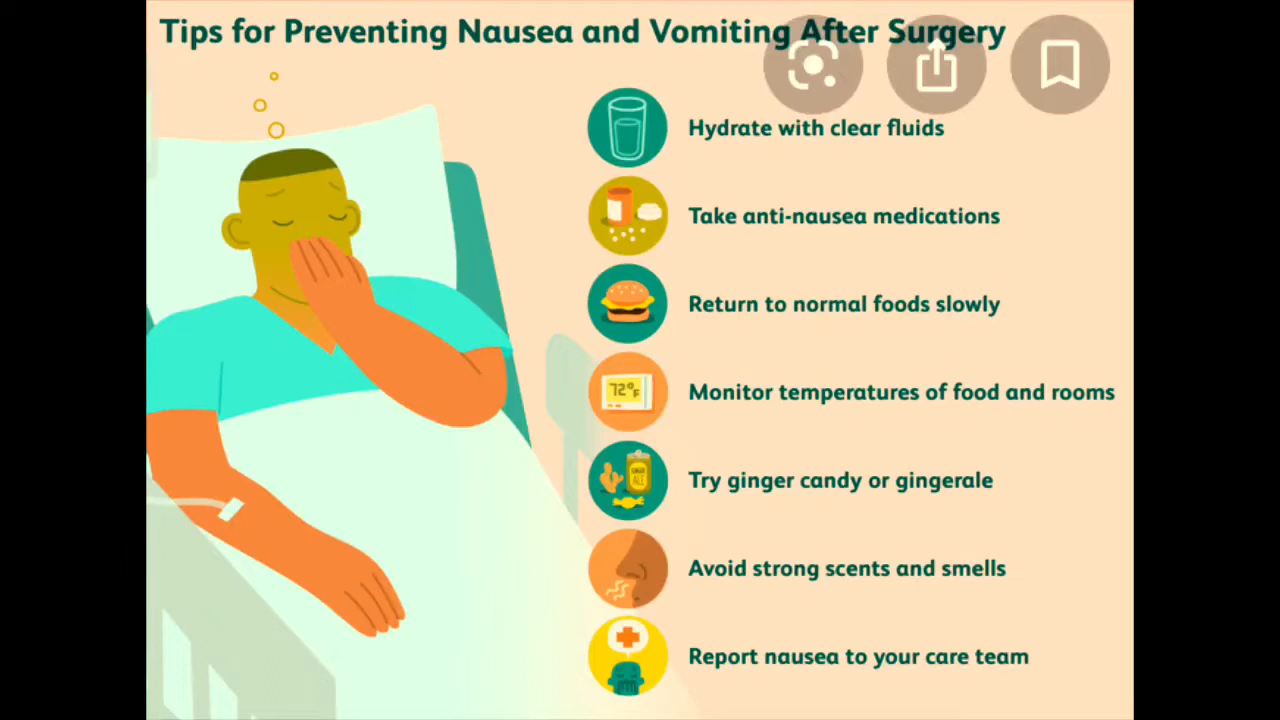 Tips for Preventing Nausea and Vomiting After Surgery
Hydrate with clear fluids
Take anti-nausea medications
Return to normal foods slowly
72°F
Monitor temperatures of food and rooms
GINGER ALE
Try ginger candy or gingerale
Avoid strong scents and smells
Report nausea to your care team